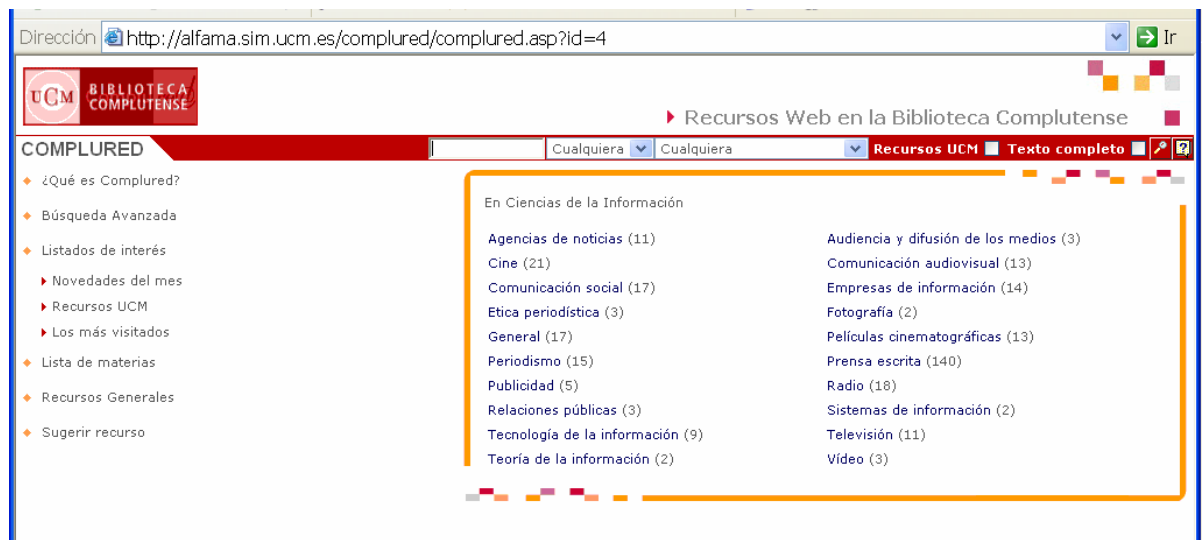 Dirección http://alfama.sim.ucm.es/complured/complured.asp?id=4 Ir
UCM BIBLIOTECA COMPLUTENSE
Recursos Web en la Biblioteca Complutense
COMPLURED Cualquiera Cualquiera Recursos UCM Texto completo
¿Qué es Complured?
Búsqueda Avanzada
Listados de interés
Novedades del mes
Recursos UCM
Los más visitados
Lista de materias
Recursos Generales
Sugerir recurso
En Ciencias de la Información
Agencias de noticias (11) Audiencia y difusión de los medios (3)
Cine (21) Comunicación audiovisual (13)
Comunicación social (17) Empresas de información (14)
Etica periodística (3) Fotografía (2)
General (17) Películas cinematográficas (13)
Periodismo (15) Prensa escrita (140)
Publicidad (5) Radio (18)
Relaciones públicas (3) Sistemas de información (2)
Tecnología de la información (9) Televisión (11)
Teoría de la información (2) Vídeo (3)